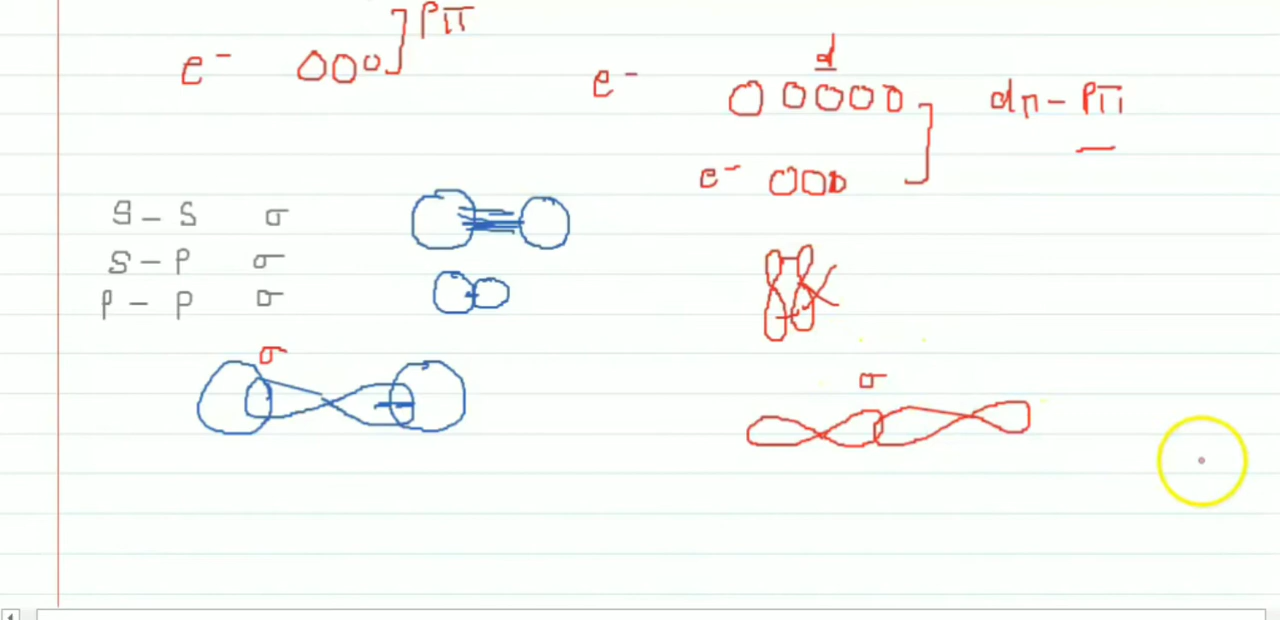 pπ
e⁻
d
e⁻
dπ - pπ
e⁻
S - S σ
S - P σ
P - P σ
σ
σ